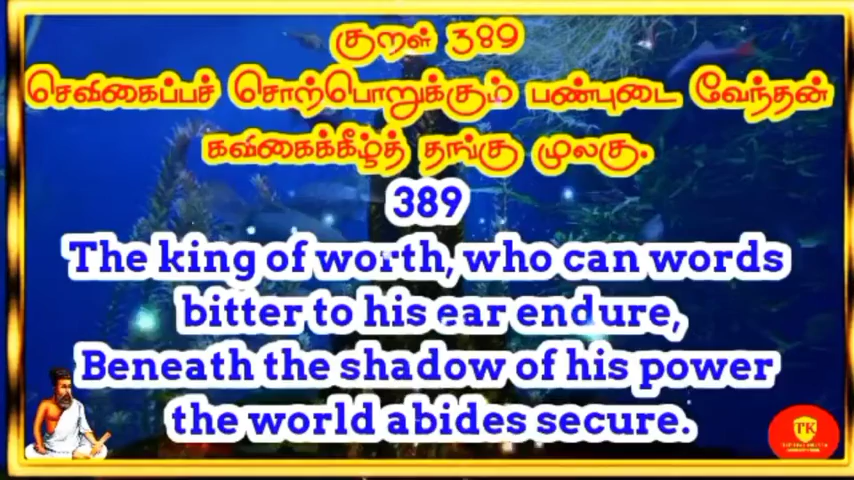 குறள் 389
செவிகைப்பச் சொற்பொறுக்கும் பண்புடை வேந்தன்
கவிகைக்கீழ்த் தங்கு முலகு.
389
The king of worth, who can words
bitter to his ear endure,
Beneath the shadow of his power
the world abides secure.
TK